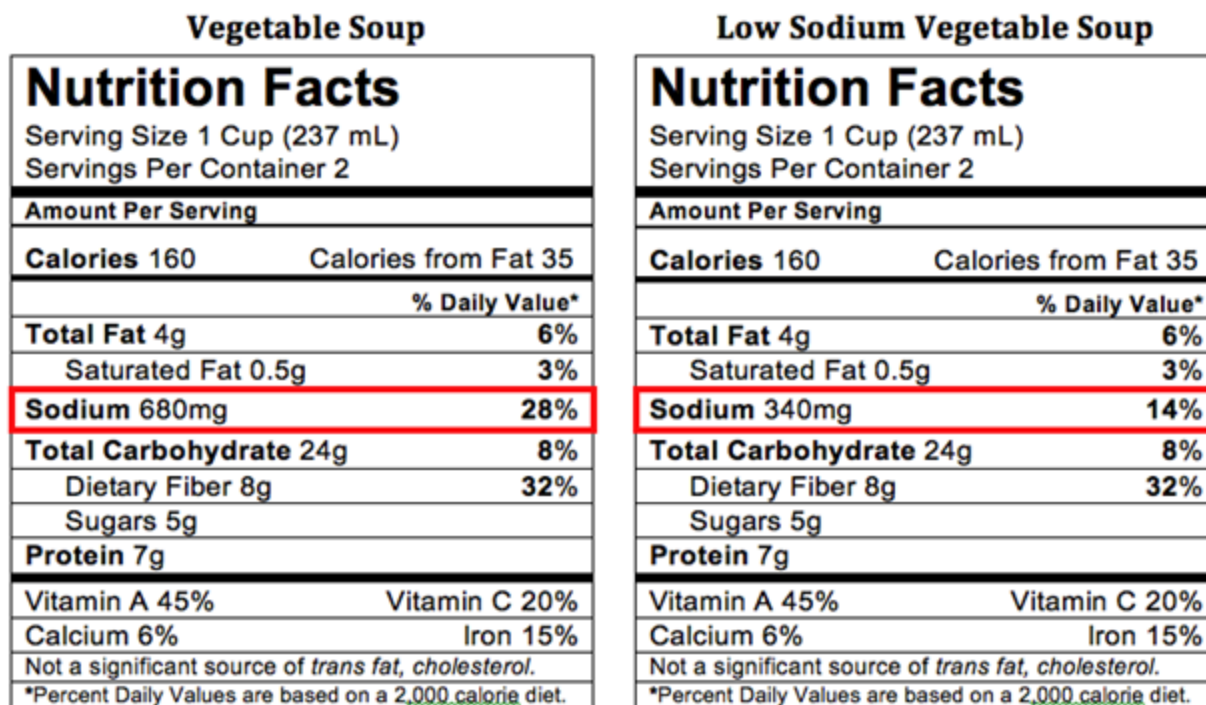 Vegetable Soup
Nutrition Facts
Serving Size 1 Cup (237 mL)
Servings Per Container 2
Amount Per Serving
Calories 160 Calories from Fat 35
% Daily Value*
Total Fat 4g 6%
Saturated Fat 0.5g 3%
Sodium 680mg 28%
Total Carbohydrate 24g 8%
Dietary Fiber 8g 32%
Sugars 5g
Protein 7g
Vitamin A 45% Vitamin C 20%
Calcium 6% Iron 15%
Not a significant source of trans fat, cholesterol.
*Percent Daily Values are based on a 2,000 calorie diet.
Low Sodium Vegetable Soup
Nutrition Facts
Serving Size 1 Cup (237 mL)
Servings Per Container 2
Amount Per Serving
Calories 160 Calories from Fat 35
% Daily Value*
Total Fat 4g 6%
Saturated Fat 0.5g 3%
Sodium 340mg 14%
Total Carbohydrate 24g 8%
Dietary Fiber 8g 32%
Sugars 5g
Protein 7g
Vitamin A 45% Vitamin C 20%
Calcium 6% Iron 15%
Not a significant source of trans fat, cholesterol.
*Percent Daily Values are based on a 2,000 calorie diet.